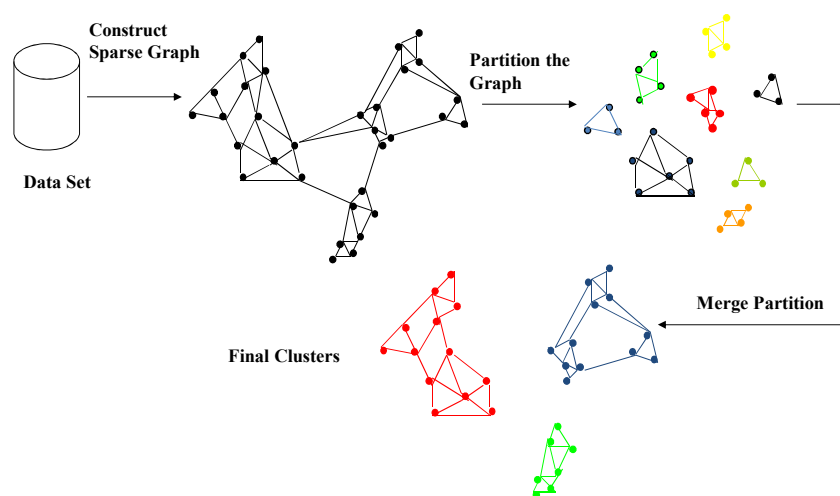 Construct
Sparse Graph
Partition the
Graph
Data Set
Merge Partition
Final Clusters